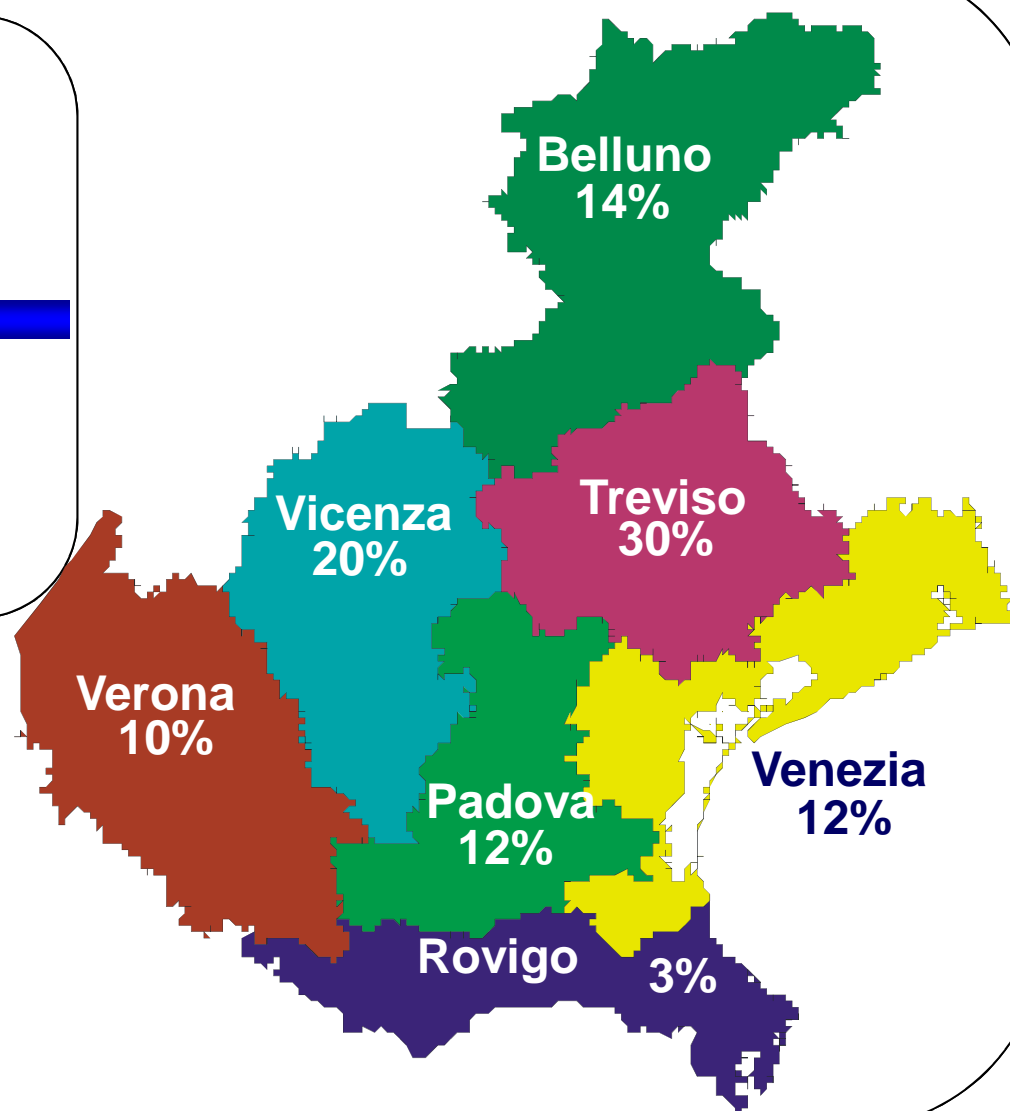 Belluno
14%
Treviso
30%
Vicenza
20%
Verona
10%
Venezia
12%
Padova
12%
Rovigo
3%